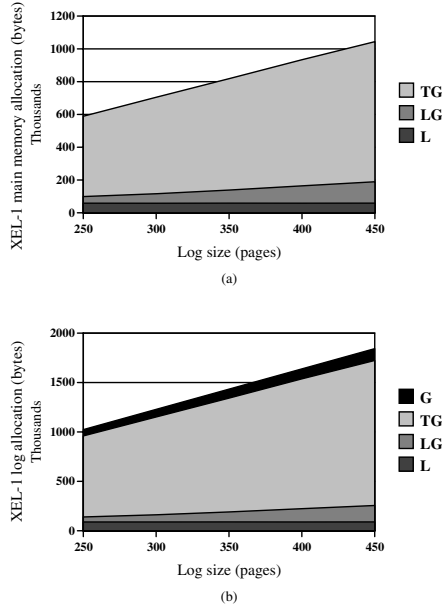 XEL-1 main memory allocation (bytes)
Thousands
1200
1000
800
600
400
200
0
250
300
350
400
450
Log size (pages)
TG
LG
L
(a)
XEL-1 log allocation (bytes)
Thousands
2000
1500
1000
500
0
250
300
350
400
450
Log size (pages)
G
TG
LG
L
(b)